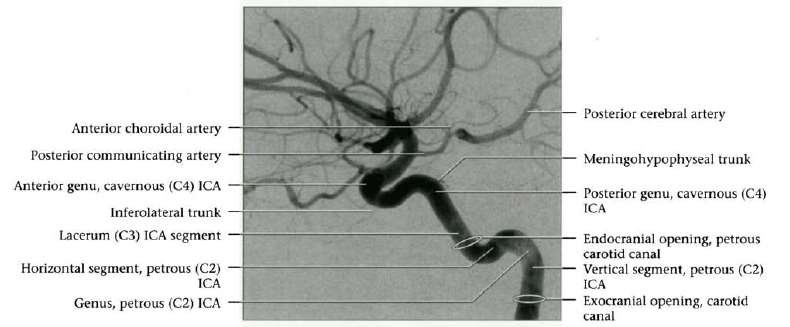 Anterior choroidal artery
Posterior communicating artery
Anterior genu, cavernous (C4) ICA
Inferolateral trunk
Lacerum (C3) ICA segment
Horizontal segment, petrous (C2)
ICA
Genus, petrous (C2) ICA
Posterior cerebral artery
Meningohypophyseal trunk
Posterior genu, cavernous (C4)
ICA
Endocranial opening, petrous
carotid canal
Vertical segment, petrous (C2)
ICA
Exocranial opening, carotid
canal